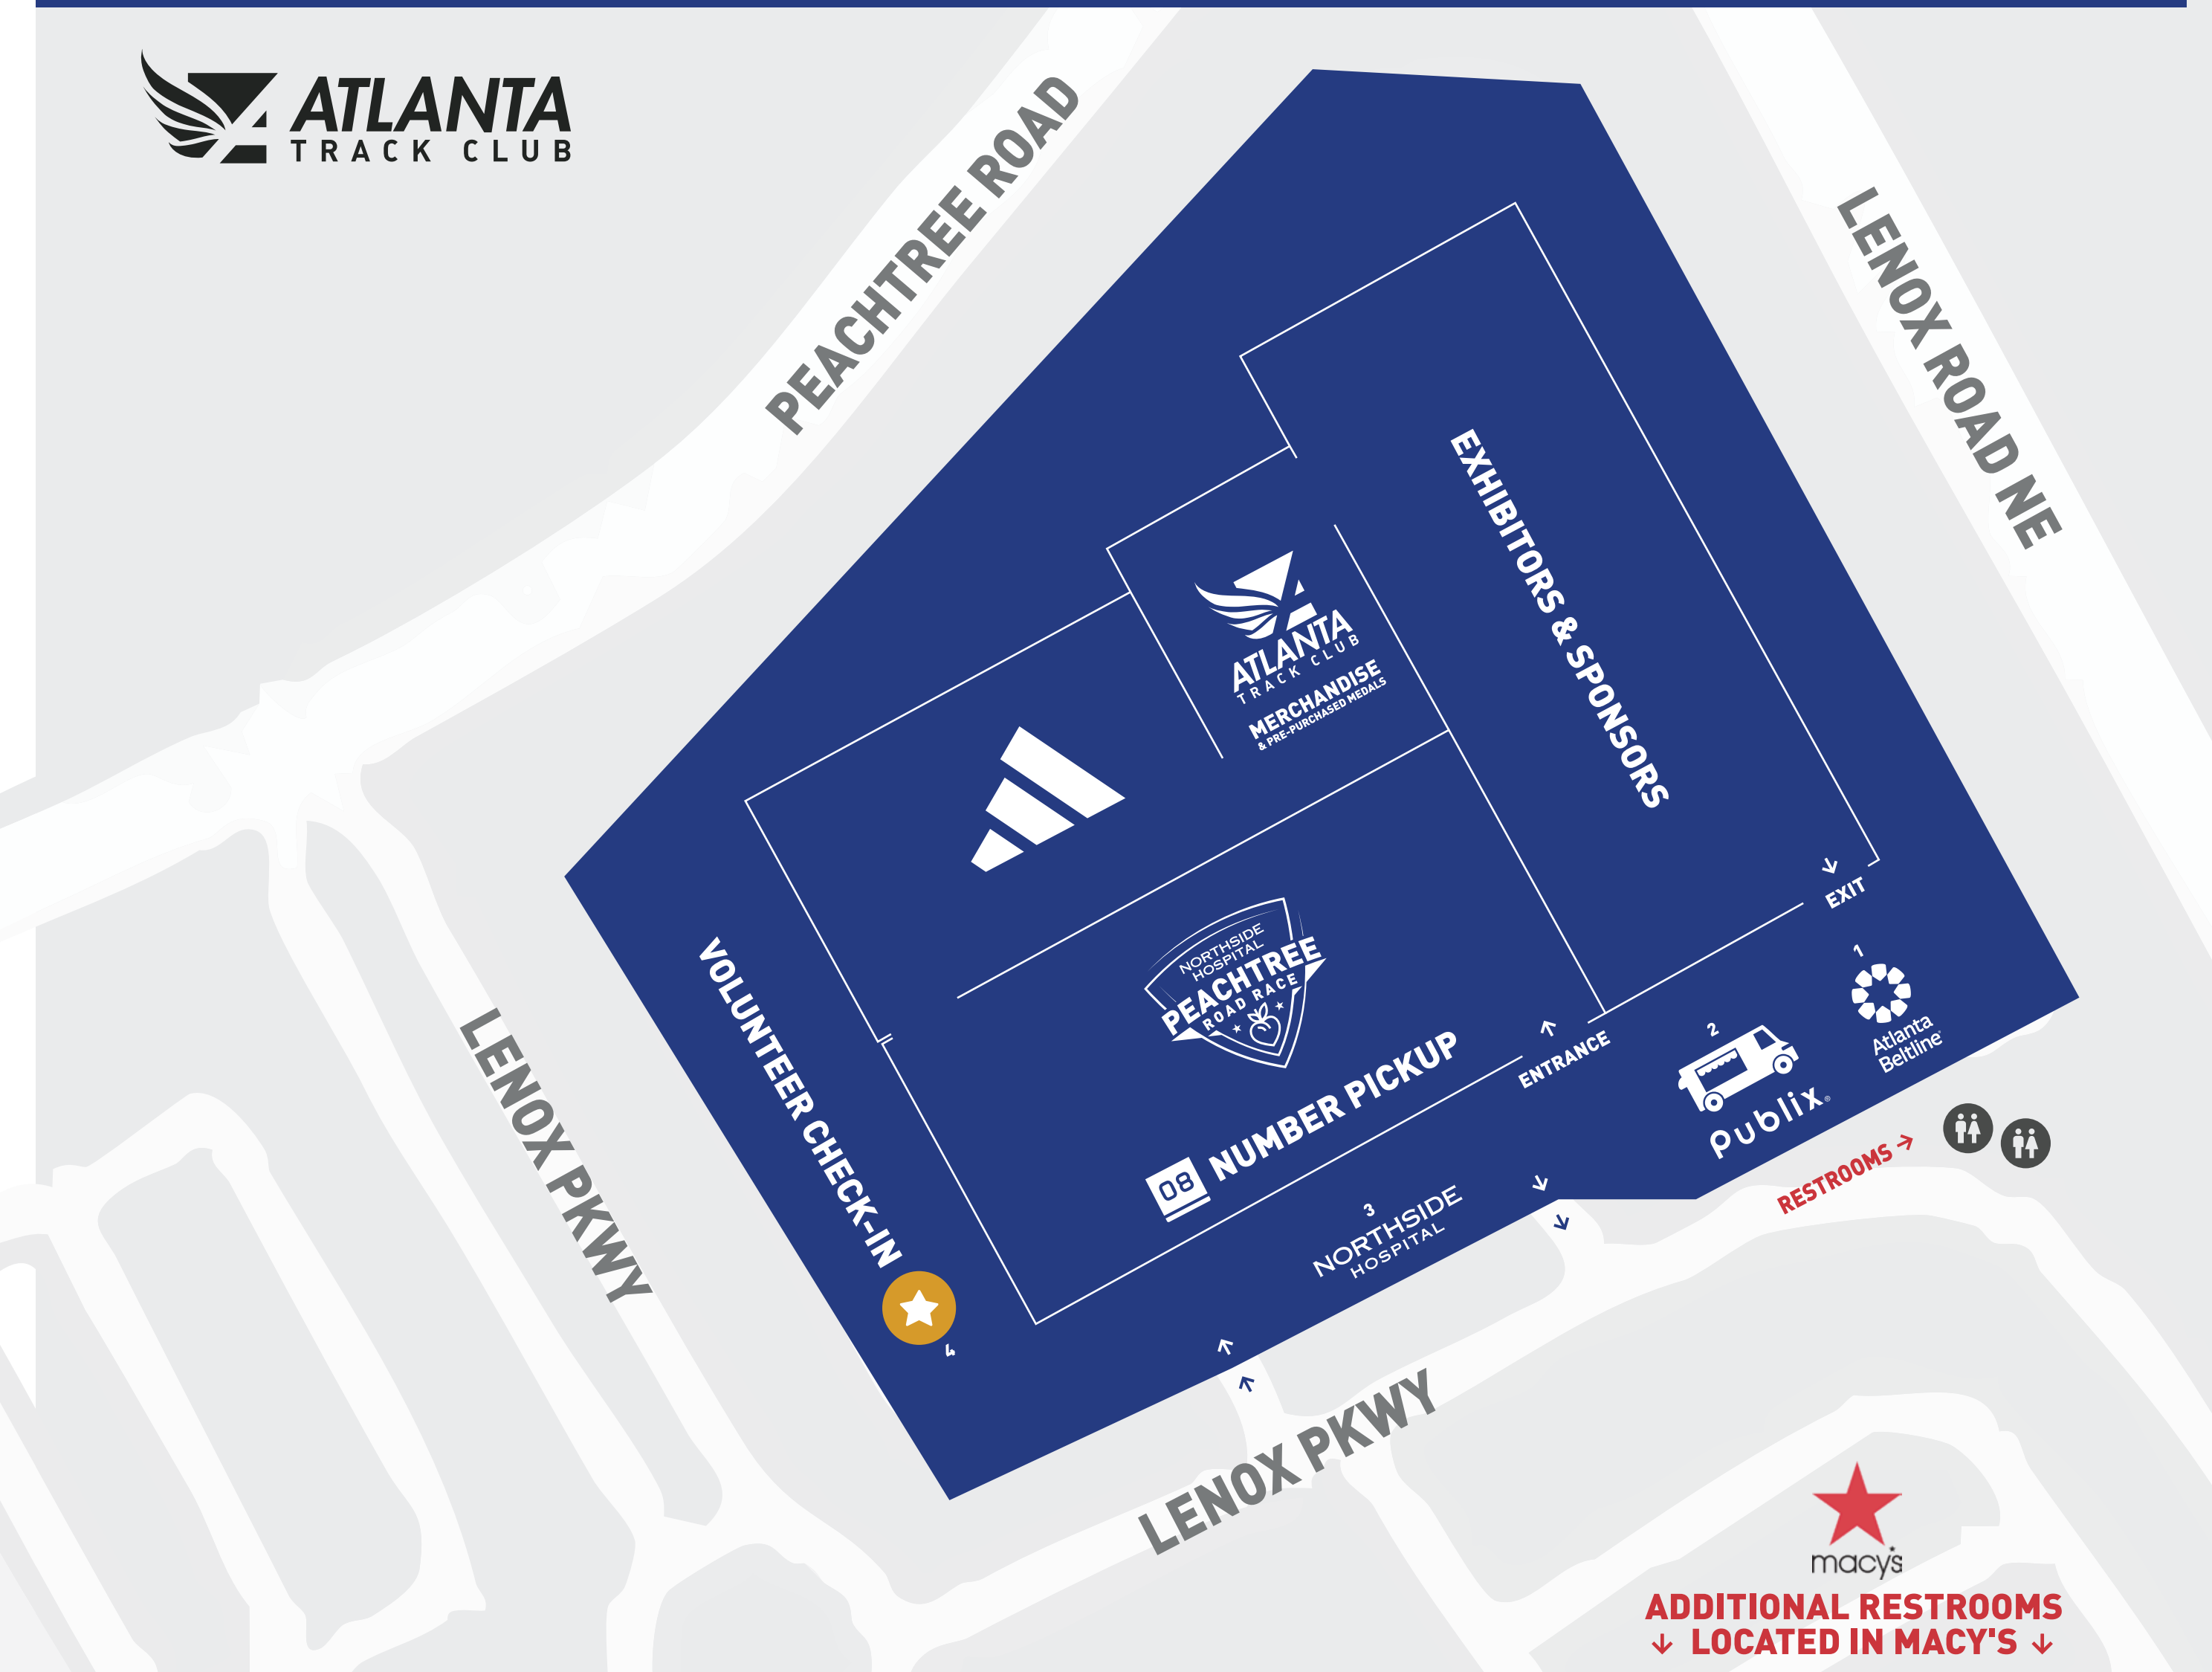 ATLANTA
TRACK CLUB
PEACHTREE ROAD
LENOX ROAD NE
EXHIBITORS & SPONSORS
ATLANTA
TRACK CLUB
MERCHANDISE
& PRE-PURCHASED MEDALS
EXIT
1
Atlanta
Beltline
2
Publix®
ENTRANCE
NORTHSIDE
HOSPITAL
PEACHTREE
ROAD RACE
08 NUMBER PICKUP
3
NORTHSIDE
HOSPITAL
VOLUNTEER CHECK-IN
4
LENOX PKWY
RESTROOMS →
LENOX PKWY
macy's
ADDITIONAL RESTROOMS
↓ LOCATED IN MACY'S ↓